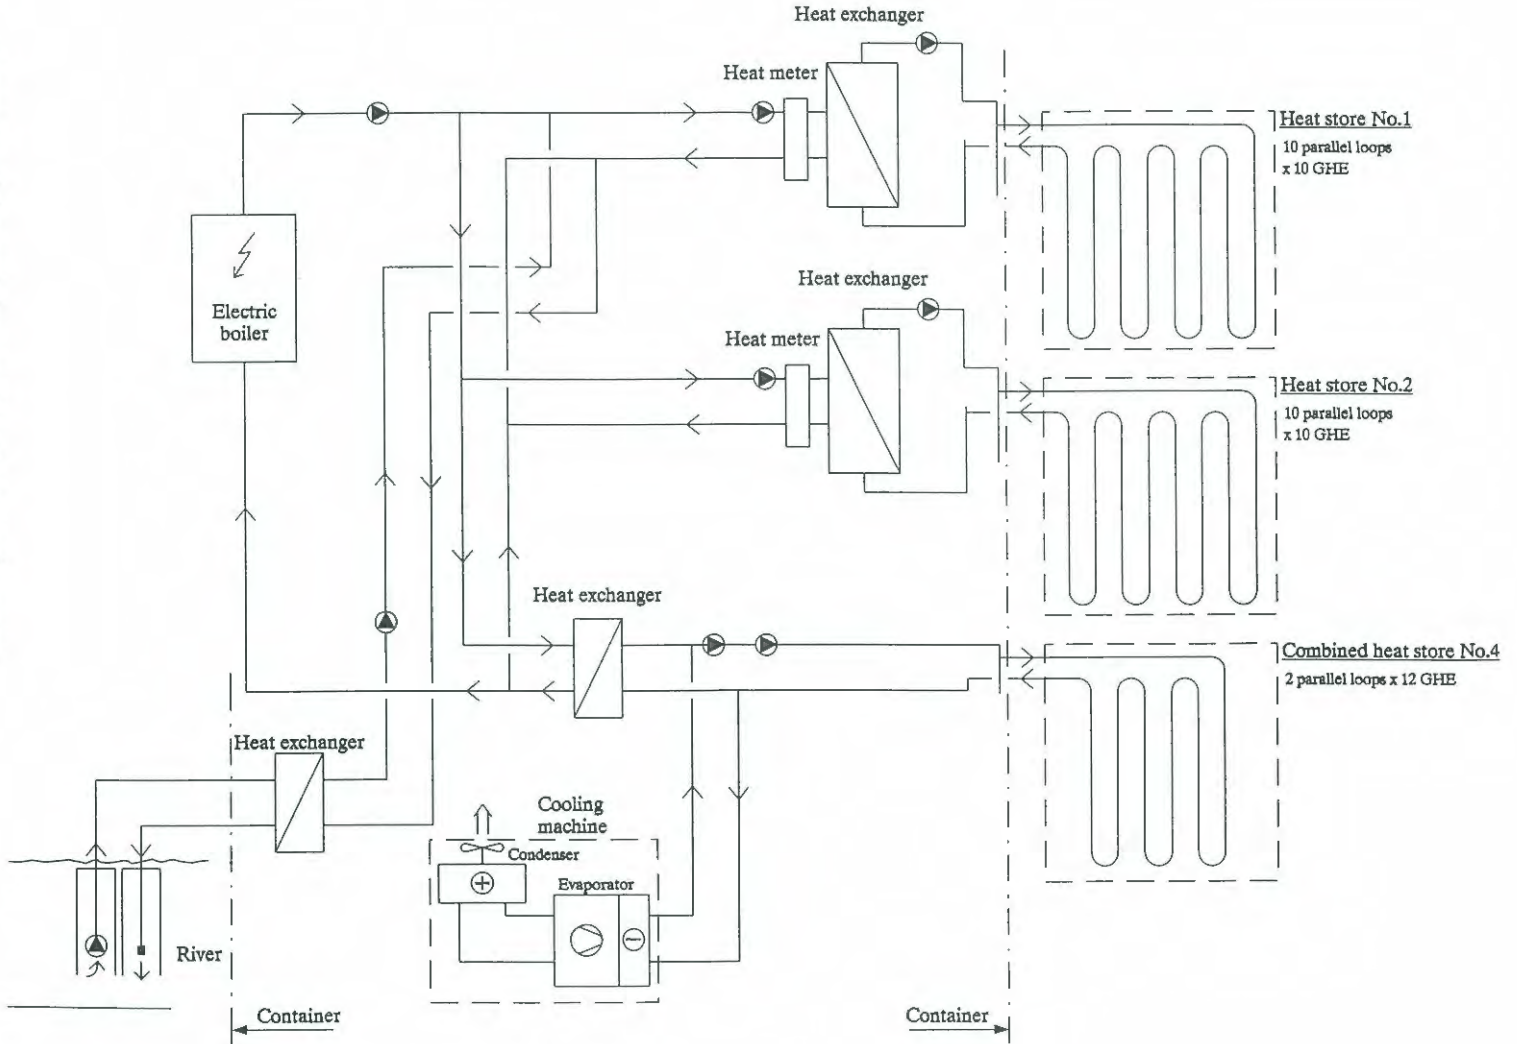 Heat exchanger
Heat meter
Heat store No.1
10 parallel loops
x 10 GHE
Electric
boiler
Heat exchanger
Heat meter
Heat store No.2
10 parallel loops
x 10 GHE
Heat exchanger
Combined heat store No.4
2 parallel loops x 12 GHE
Heat exchanger
Cooling
machine
Condenser
Evaporator
River
Container
Container